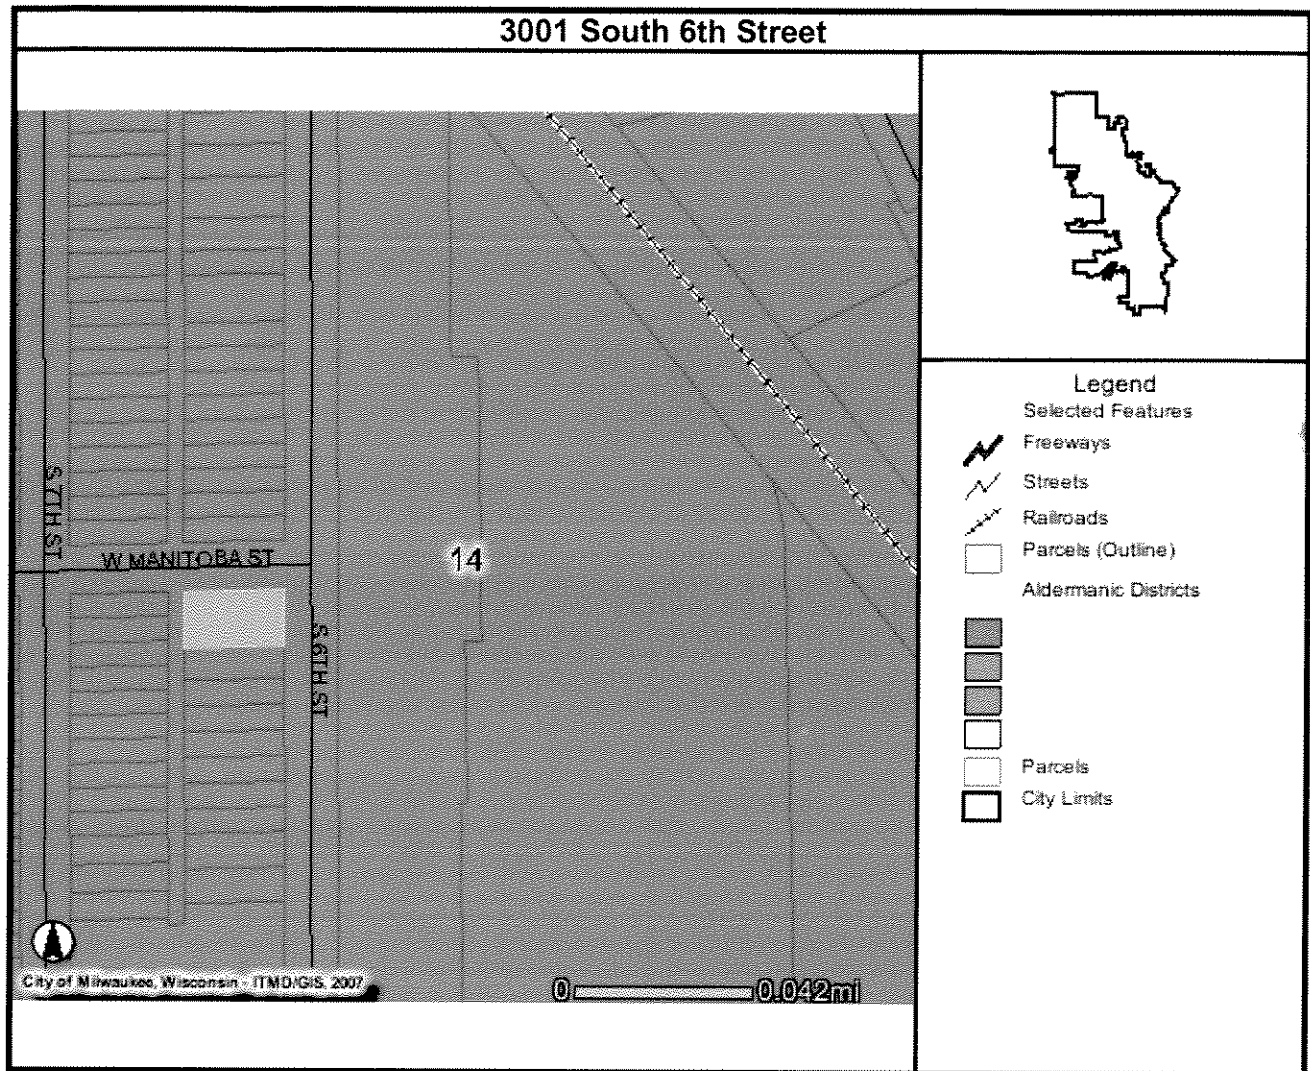 3001 South 6th Street
S 7TH ST
W MANITOBA ST
14
S 6TH ST
City of Milwaukee, Wisconsin - ITMD/GIS, 2007
0 0.042mi
Legend
Selected Features
Freeways
Streets
Railroads
Parcels (Outline)
Aldermanic Districts
Parcels
City Limits